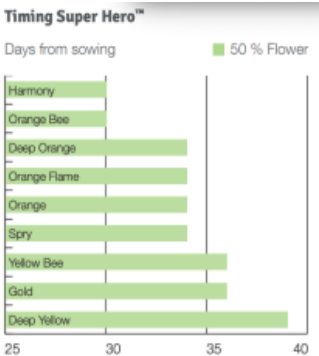 Timing Super Hero™
Days from sowing
50 % Flower
Harmony
Orange Bee
Deep Orange
Orange Flame
Orange
Spry
Yellow Bee
Gold
Deep Yellow
25 30 35 40